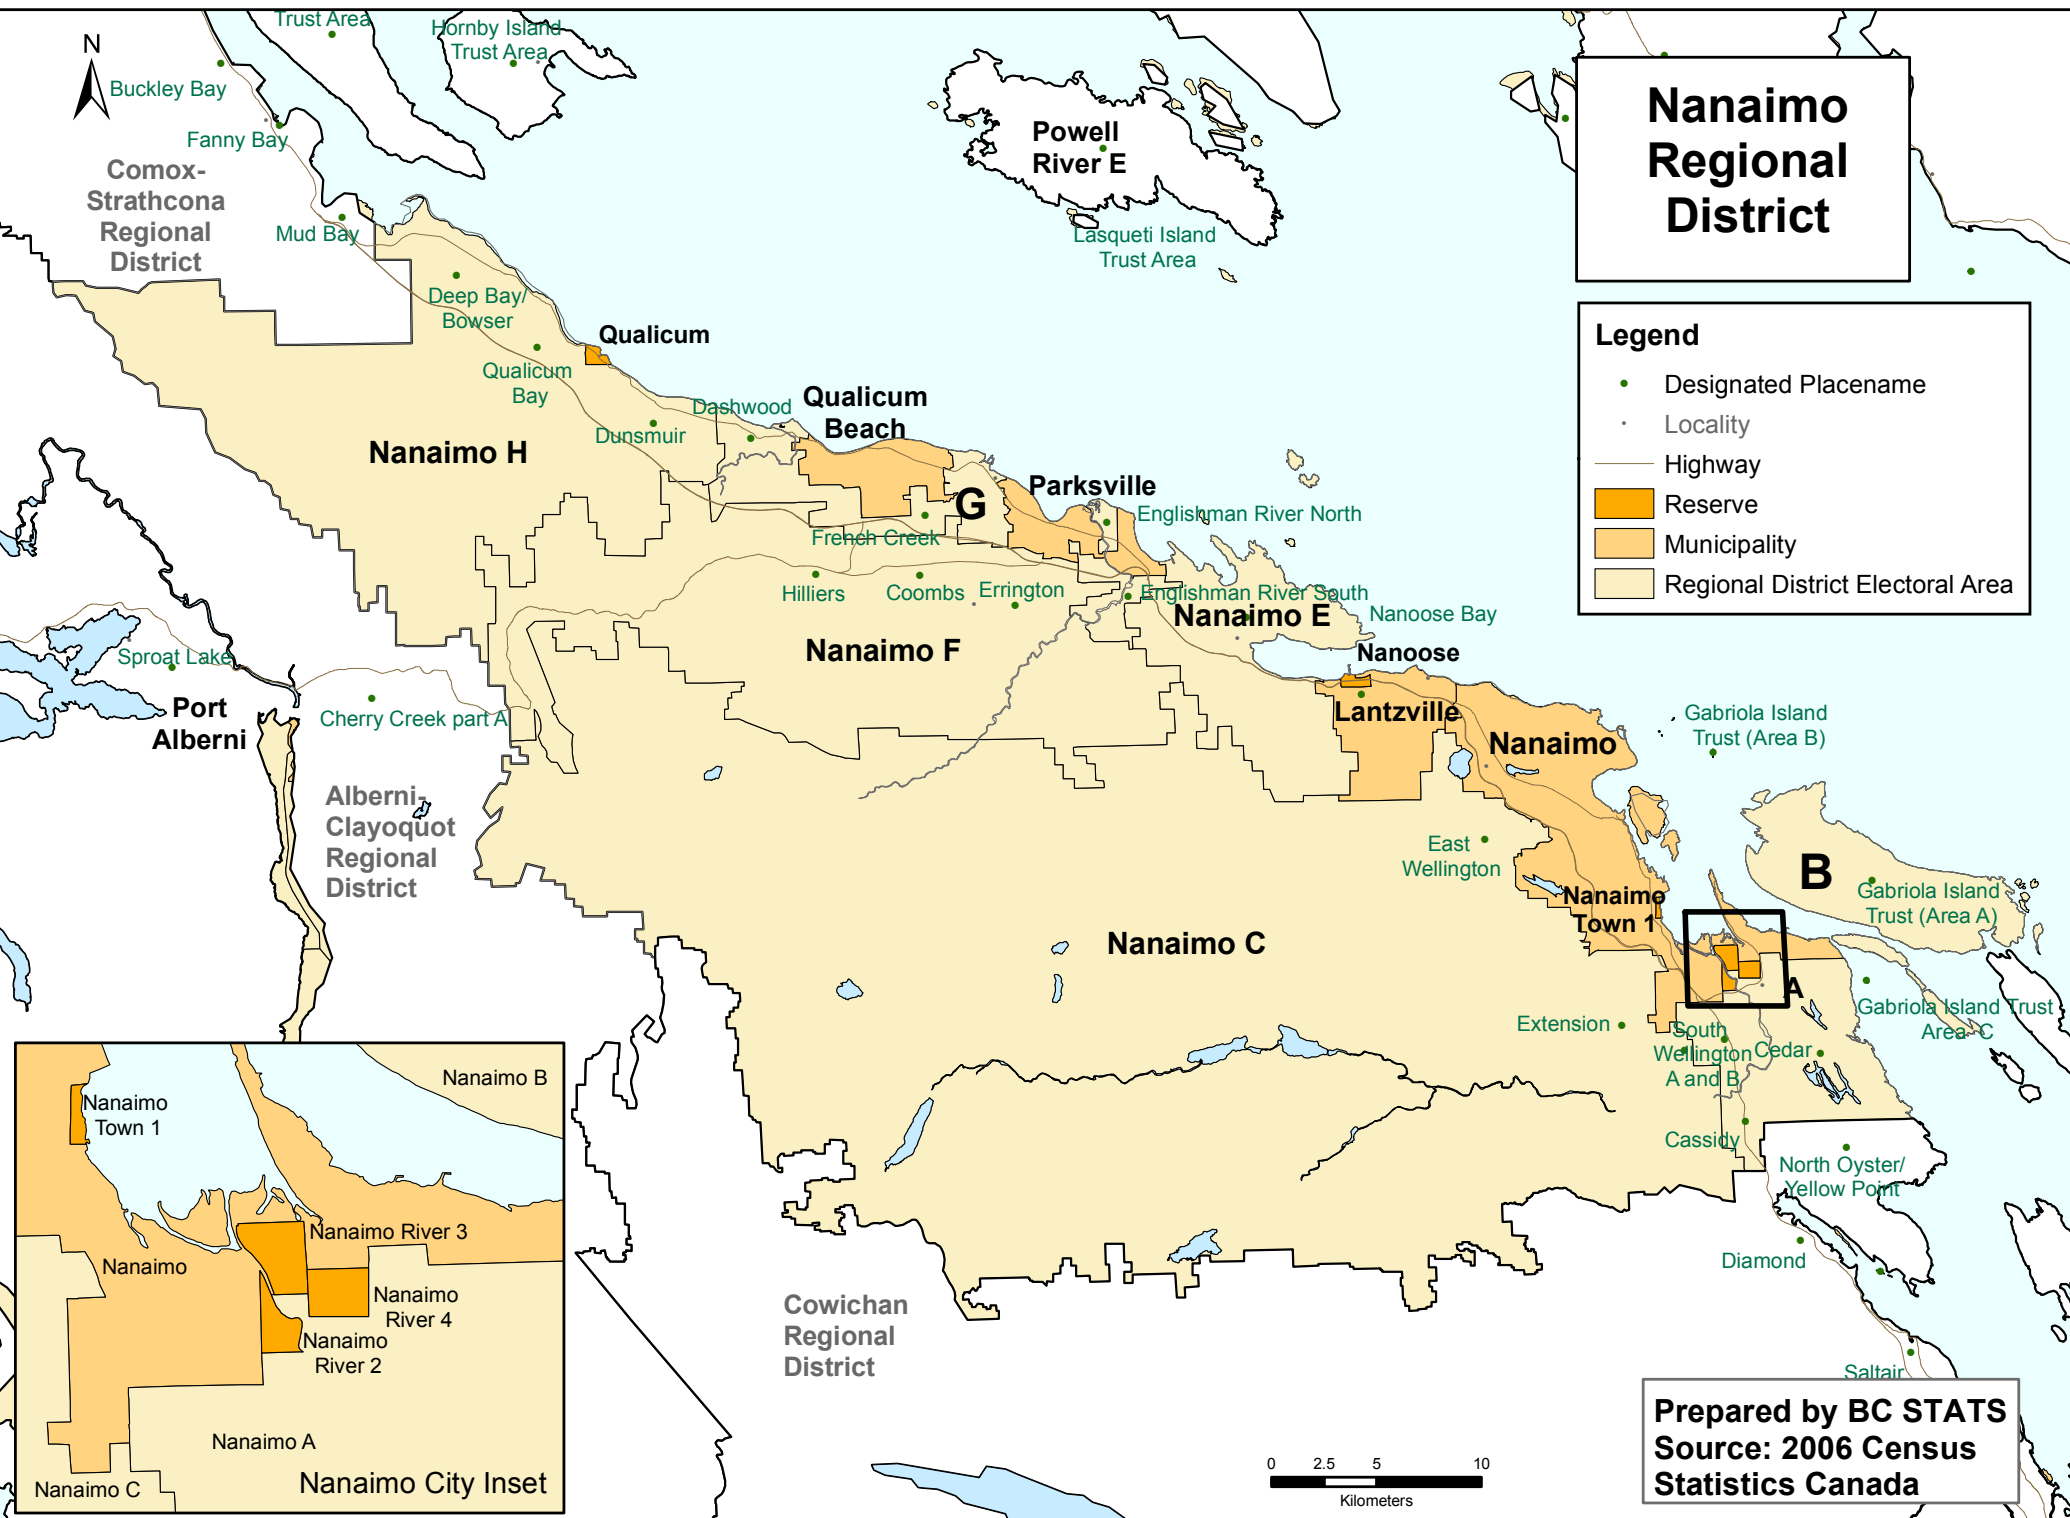 Trust Area
Hornby Island
Trust Area
N
Buckley Bay
Fanny Bay
Comox-
Strathcona
Regional
District
Mud Bay
Powell
River E
Lasqueti Island
Trust Area
Nanaimo
Regional
District
Legend
Designated Placename
Locality
Highway
Reserve
Municipality
Regional District Electoral Area
Deep Bay/
Bowser
Qualicum
Qualicum
Bay
Dashwood
Qualicum
Beach
Dunsmuir
Nanaimo H
G
Parksville
Englishman River North
French Creek
Hilliers
Coombs
Errington
Englishman River South
Nanaimo E
Nanoose Bay
Nanaimo F
Nanoose
Sproat Lake
Port
Alberni
Cherry Creek part A
Lantzville
Nanaimo
Gabriola Island
Trust (Area B)
Alberni-
Clayoquot
Regional
District
East
Wellington
B
Gabriola Island
Trust (Area A)
Nanaimo
Town 1
Nanaimo C
A
Gabriola Island Trust
Area C
Extension
South
Wellington
A and B
Cedar
Cassidy
North Oyster/
Yellow Point
Diamond
Saltair
Cowichan
Regional
District
Nanaimo B
Nanaimo
Town 1
Nanaimo River 3
Nanaimo
Nanaimo
River 4
Nanaimo
River 2
Nanaimo A
Nanaimo C
Nanaimo City Inset
0 2.5 5 10
Kilometers
Prepared by BC STATS
Source: 2006 Census
Statistics Canada